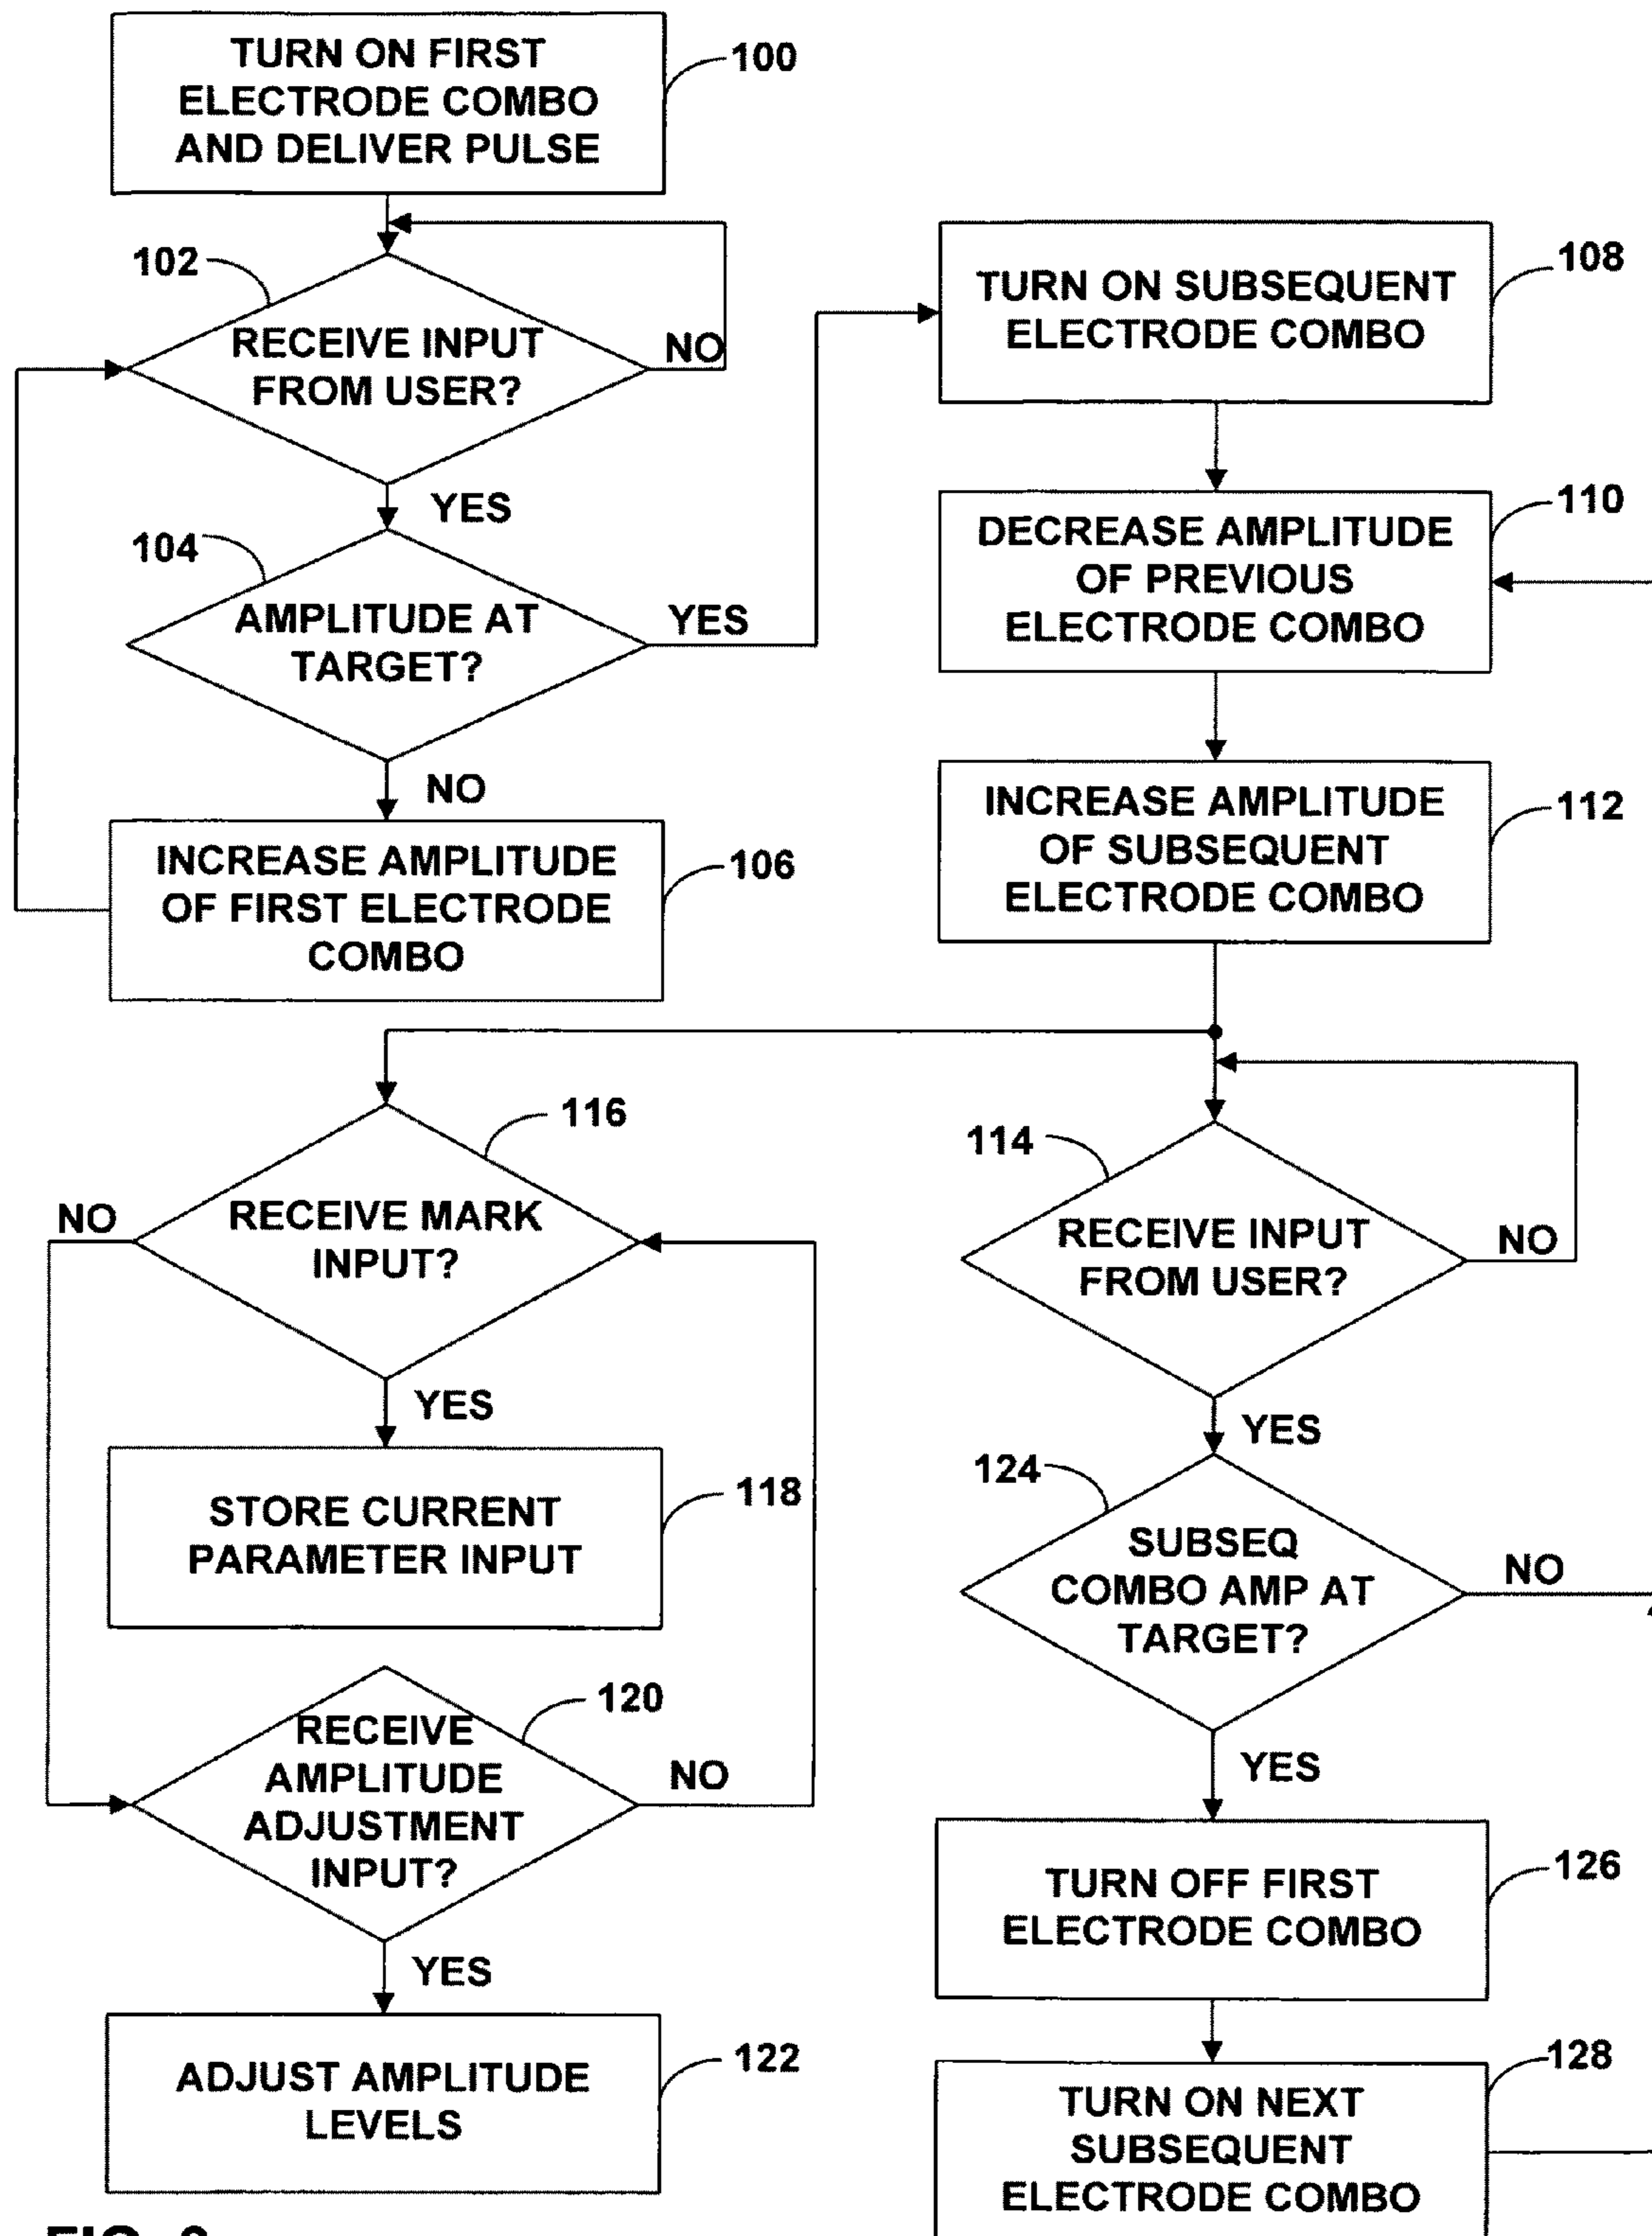 TURN ON FIRST
ELECTRODE COMBO
AND DELIVER PULSE
100
102
RECEIVE INPUT
FROM USER?
NO
YES
104
AMPLITUDE AT
TARGET?
YES
NO
INCREASE AMPLITUDE
OF FIRST ELECTRODE
COMBO
106
TURN ON SUBSEQUENT
ELECTRODE COMBO
108
DECREASE AMPLITUDE
OF PREVIOUS
ELECTRODE COMBO
110
INCREASE AMPLITUDE
OF SUBSEQUENT
ELECTRODE COMBO
112
116
RECEIVE MARK
INPUT?
NO
YES
STORE CURRENT
PARAMETER INPUT
118
120
RECEIVE
AMPLITUDE
ADJUSTMENT
INPUT?
NO
YES
ADJUST AMPLITUDE
LEVELS
122
114
RECEIVE INPUT
FROM USER?
NO
YES
124
SUBSEQ
COMBO AMP AT
TARGET?
NO
YES
TURN OFF FIRST
ELECTRODE COMBO
126
TURN ON NEXT
SUBSEQUENT
ELECTRODE COMBO
128
FIG.